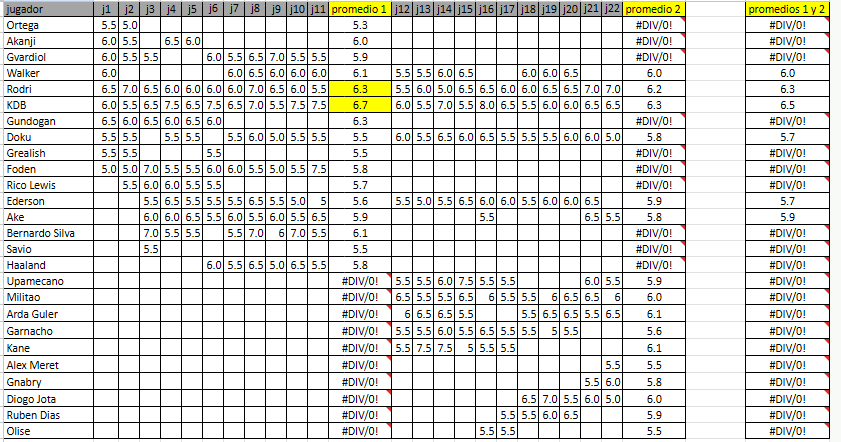 jugador j1 j2 j3 j4 j5 j6 j7 j8 j9 j10 j11 promedio 1 j12 j13 j14 j15 j16 j17 j18 j19 j20 j21 j22 promedio 2 promedios 1 y 2
Ortega 5.5 5.0 5.3 #DIV/0! #DIV/0!
Akanji 6.0 5.5 6.5 6.0 6.0 #DIV/0! #DIV/0!
Gvardiol 6.0 5.5 5.5 6.0 5.5 6.5 7.0 5.5 5.5 5.9 #DIV/0! #DIV/0!
Walker 6.0 6.0 6.5 6.0 6.0 6.0 6.1 5.5 5.5 6.0 6.5 6.0 6.0 6.5 6.0 6.0
Rodri 6.5 7.0 6.5 6.0 6.0 6.0 6.0 7.0 6.5 6.0 5.5 6.3 5.5 6.0 5.0 6.5 6.5 6.0 6.0 6.5 6.5 7.0 7.0 6.2 6.3
KDB 6.0 5.5 6.5 7.5 6.5 7.5 6.5 7.0 5.5 7.5 7.5 6.7 6.0 5.5 7.0 5.5 8.0 6.5 5.5 6.0 6.0 6.5 6.5 6.3 6.5
Gundogan 6.5 6.0 6.5 6.0 6.5 6.0 6.3 #DIV/0! #DIV/0!
Doku 5.5 5.5 5.5 5.5 5.5 6.0 5.0 5.5 5.5 5.5 6.0 5.5 6.5 6.0 6.5 5.5 5.5 5.5 6.0 6.0 5.0 5.8 5.7
Grealish 5.5 5.5 5.5 5.5 #DIV/0! #DIV/0!
Foden 5.0 5.0 7.0 5.5 5.5 6.0 6.0 5.5 5.0 5.5 7.5 5.8 #DIV/0! #DIV/0!
Rico Lewis 5.5 6.0 6.0 5.5 5.5 5.7 #DIV/0! #DIV/0!
Ederson 5.5 6.5 5.5 5.5 5.5 6.5 5.5 5.0 5 5.6 5.5 5.0 5.5 6.5 6.0 6.0 5.5 6.0 6.0 6.5 5.9 5.7
Ake 6.0 6.0 6.5 5.5 6.0 5.5 6.0 5.5 6.5 5.9 5.5 6.5 5.5 5.8 5.9
Bernardo Silva 7.0 5.5 5.5 5.5 7.0 6 7.0 5.5 6.1 #DIV/0! #DIV/0!
Savio 5.5 5.5 #DIV/0! #DIV/0!
Haaland 6.0 5.5 6.5 5.0 6.5 5.5 5.8 #DIV/0! #DIV/0!
Upamecano #DIV/0! 5.5 5.5 6.0 7.5 5.5 5.5 6.0 5.5 5.9 #DIV/0!
Militao #DIV/0! 6.5 5.5 5.5 6.5 6 5.5 5.5 6 6.5 6.5 6 6.0 #DIV/0!
Arda Guler #DIV/0! 6 6.5 6.5 5.5 5.5 6.5 6.5 5.5 6.5 6.1 #DIV/0!
Garnacho #DIV/0! 5.5 5.5 6.0 5.5 6.5 5.5 5.5 5 5.5 5.6 #DIV/0!
Kane #DIV/0! 5.5 7.5 7.5 5 5.5 5.5 6.1 #DIV/0!
Alex Meret #DIV/0! 5.5 5.5 #DIV/0!
Gnabry #DIV/0! 5.5 6.0 5.8 #DIV/0!
Diogo Jota #DIV/0! 6.5 7.0 5.5 6.0 5.0 6.0 #DIV/0!
Ruben Dias #DIV/0! 5.5 5.5 6.0 6.5 5.9 #DIV/0!
Olise #DIV/0! 5.5 5.5 5.5 #DIV/0!